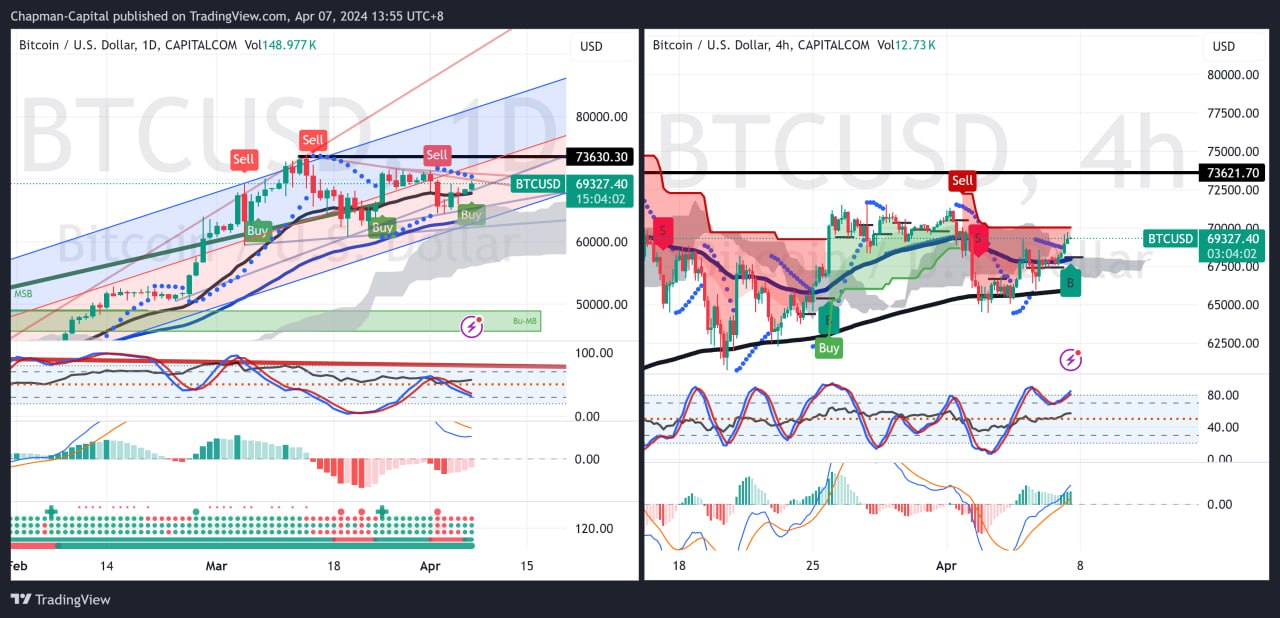 Chapman-Capital published on TradingView.com, Apr 07, 2024 13:55 UTC+8
Bitcoin / U.S. Dollar, 1D, CAPITALCOM Vol148.977K
USD
BTCUSD, 1D
Bitcoin / U.S. Dollar
80000.00
73630.30
BTCUSD 69327.40
15:04:02
60000.00
50000.00
Sell
Sell
Sell
Buy
Buy
Buy
MSB
Bu-MB
100.00
0.00
0.00
120.00
Feb 14 Mar 18 Apr 15
Bitcoin / U.S. Dollar, 4h, CAPITALCOM Vol12.73K
USD
BTCUSD, 4h
80000.00
77500.00
75000.00
73621.70
72500.00
70000.00
BTCUSD 69327.40
03:04:02
67500.00
65000.00
62500.00
Sell
S
S
B
Buy
80.00
40.00
0.00
0.00
18 25 Apr 8
TradingView